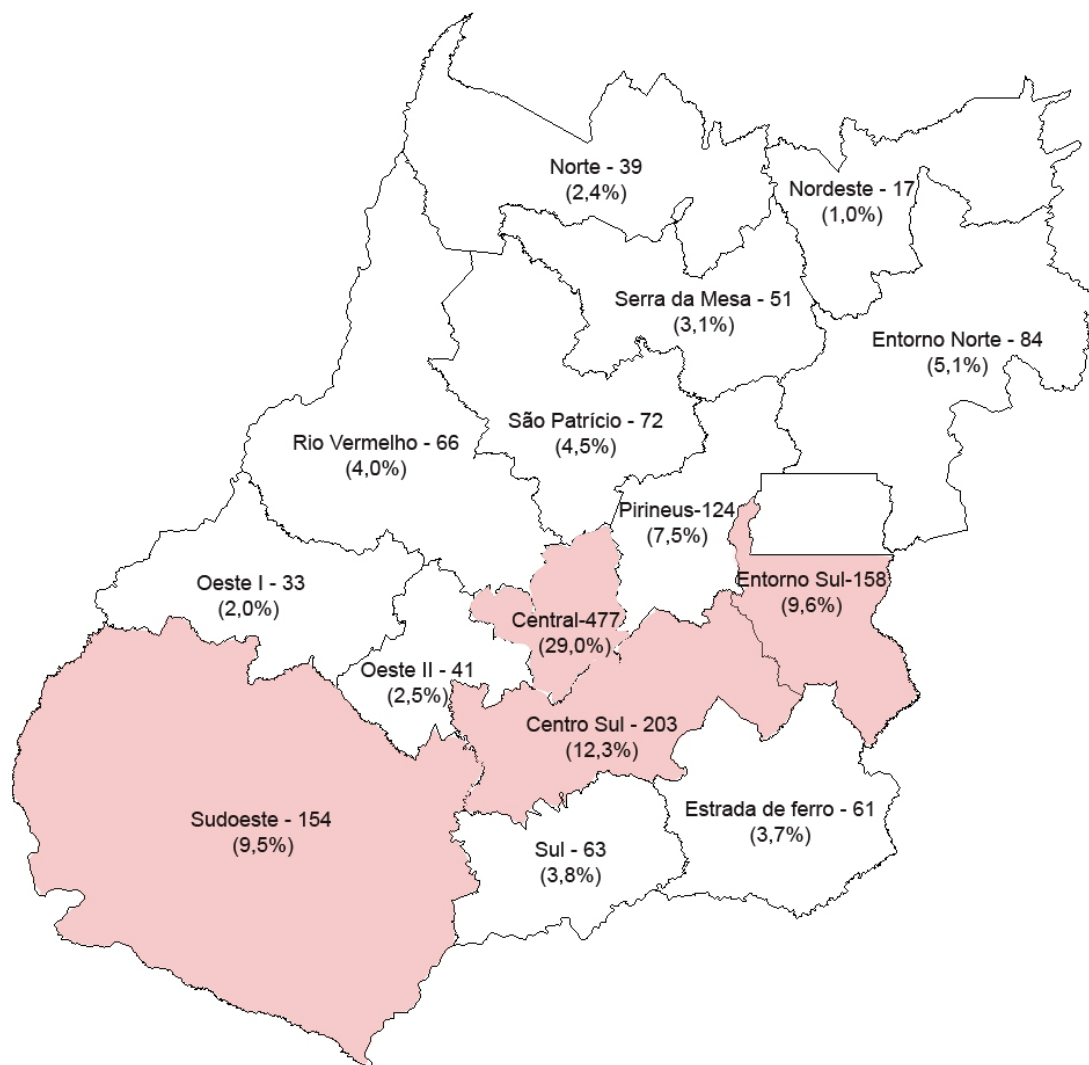 Norte - 39
(2,4%)
Nordeste - 17
(1,0%)
Serra da Mesa - 51
(3,1%)
Entorno Norte - 84
(5,1%)
São Patrício - 72
(4,5%)
Rio Vermelho - 66
(4,0%)
Pirineus-124
(7,5%)
Oeste I - 33
(2,0%)
Entorno Sul-158
(9,6%)
Central-477
(29,0%)
Oeste II - 41
(2,5%)
Centro Sul - 203
(12,3%)
Sudoeste - 154
(9,5%)
Estrada de ferro - 61
(3,7%)
Sul - 63
(3,8%)